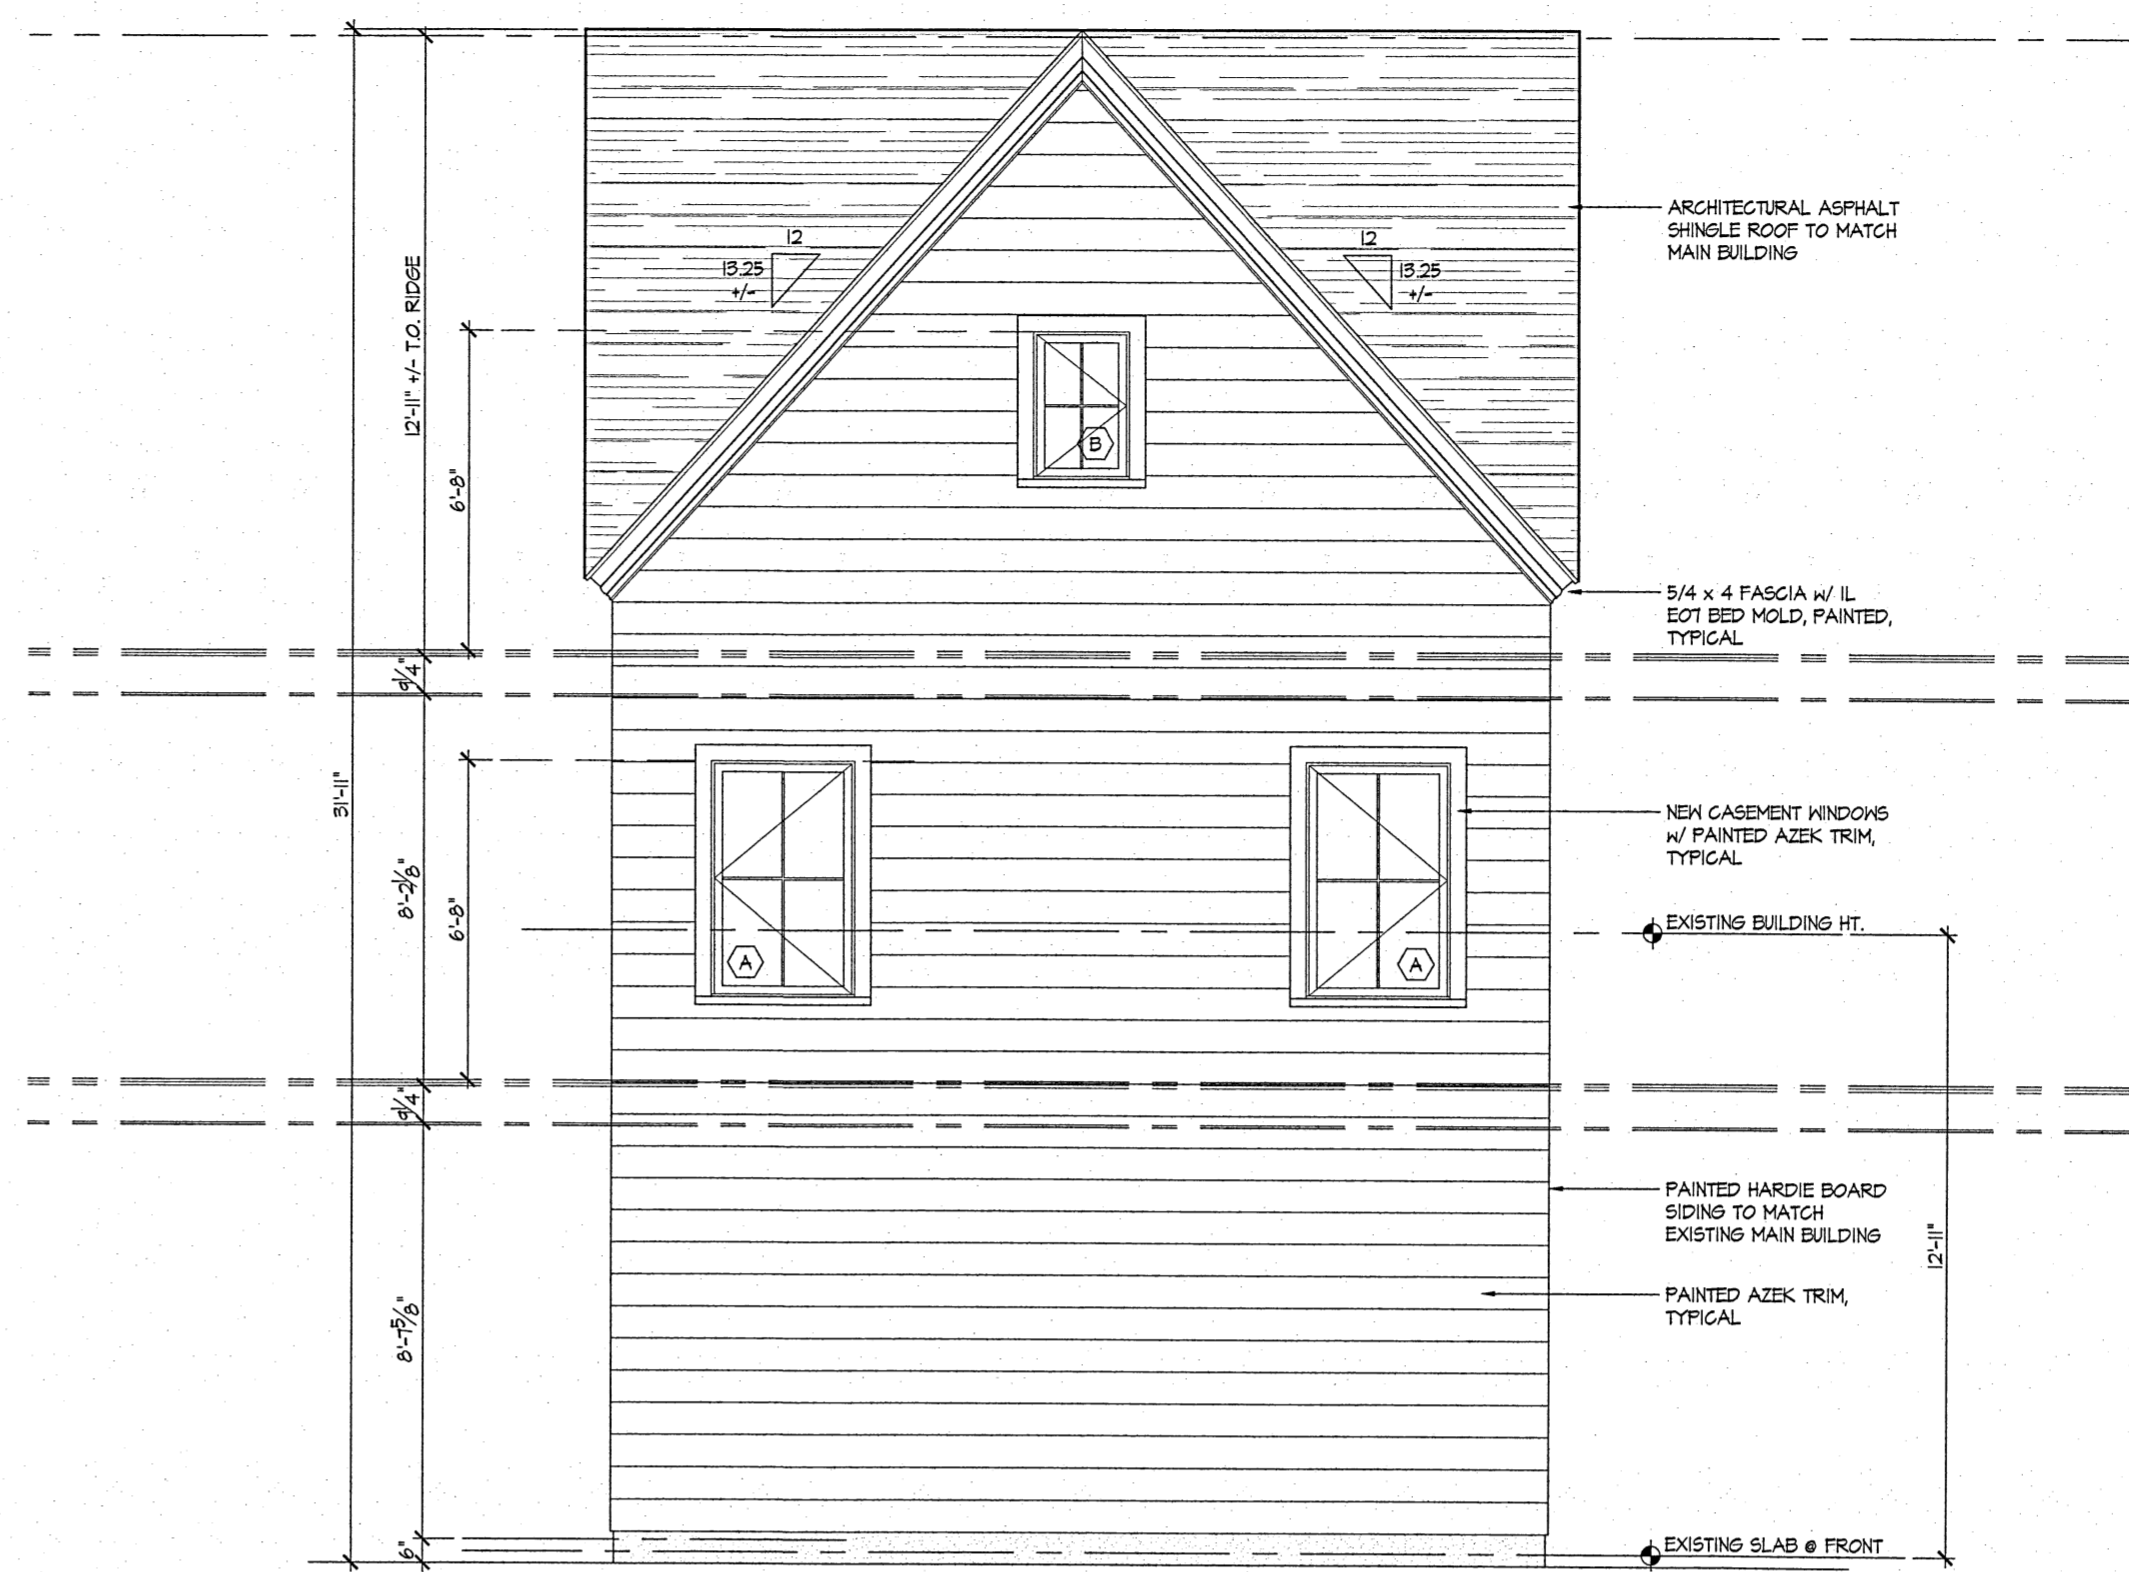 12
13.25
+/-
12
13.25
+/-
ARCHITECTURAL ASPHALT
SHINGLE ROOF TO MATCH
MAIN BUILDING
12'-11" +/- T.O. RIDGE
6'-8"
B
5/4 x 4 FASCIA w/ IL
E07 BED MOLD, PAINTED,
TYPICAL
9 1/4"
31'-11"
8'-2 1/8"
6'-8"
NEW CASEMENT WINDOWS
w/ PAINTED AZEK TRIM,
TYPICAL
EXISTING BUILDING HT.
A
A
9 1/4"
PAINTED HARDIE BOARD
SIDING TO MATCH
EXISTING MAIN BUILDING
12'-11"
PAINTED AZEK TRIM,
TYPICAL
8'-7 5/8"
6"
EXISTING SLAB @ FRONT